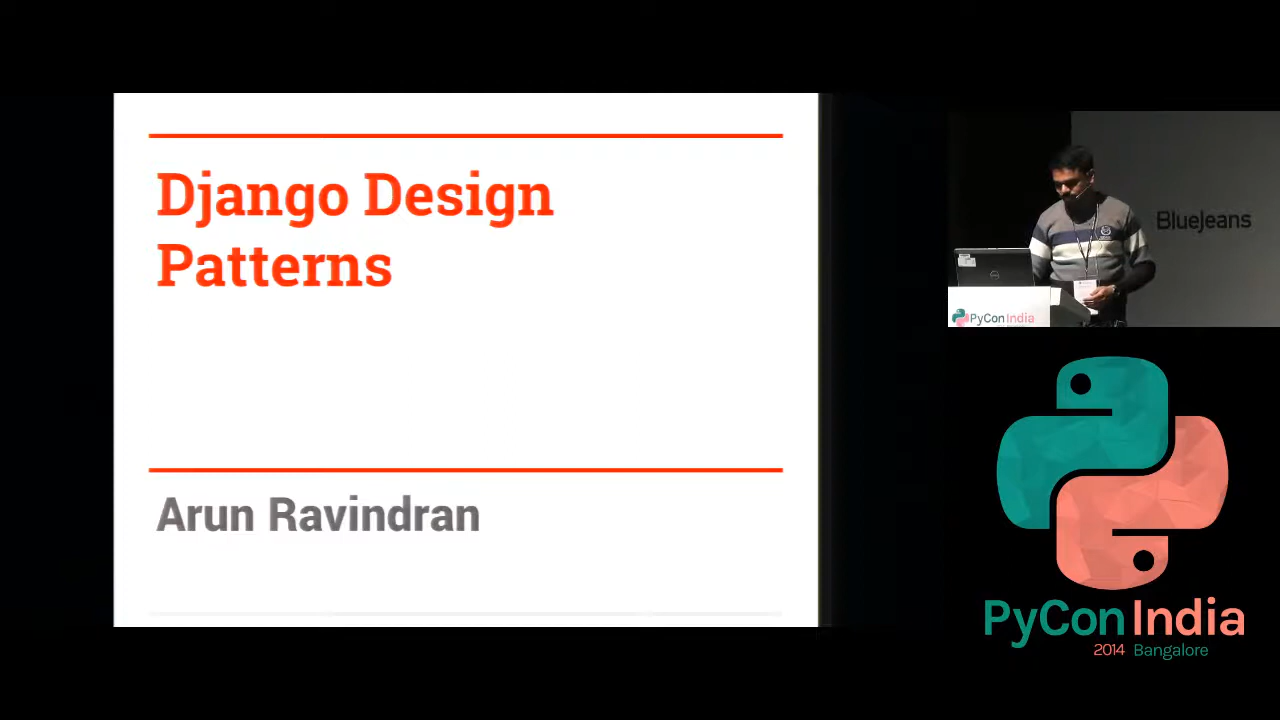 Django Design
Patterns
Arun Ravindran
BlueJeans
PyCon India
PyCon India
2014 Bangalore